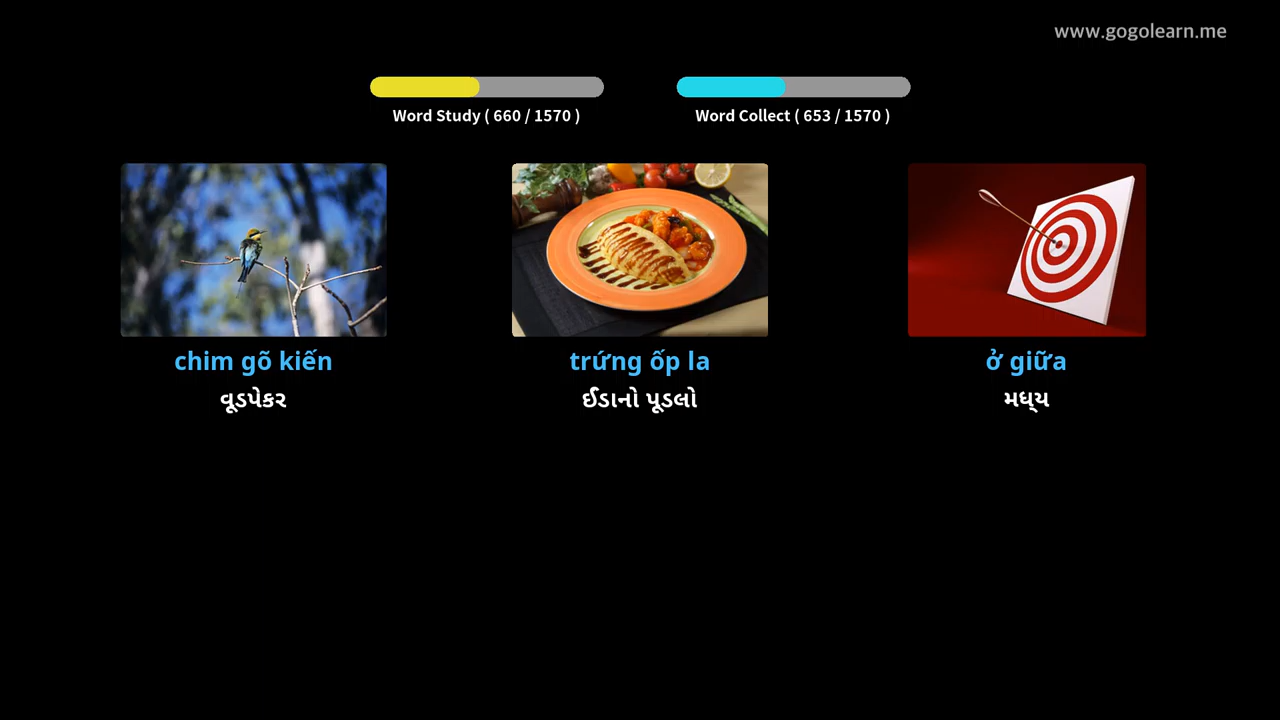 www.gogolearn.me
Word Study ( 660 / 1570 )
Word Collect ( 653 / 1570 )
chim gõ kiến
trứng ốp la
ở giữa
વૂડપેકર
ઈંડાનો પૂડલો
મધ્ય